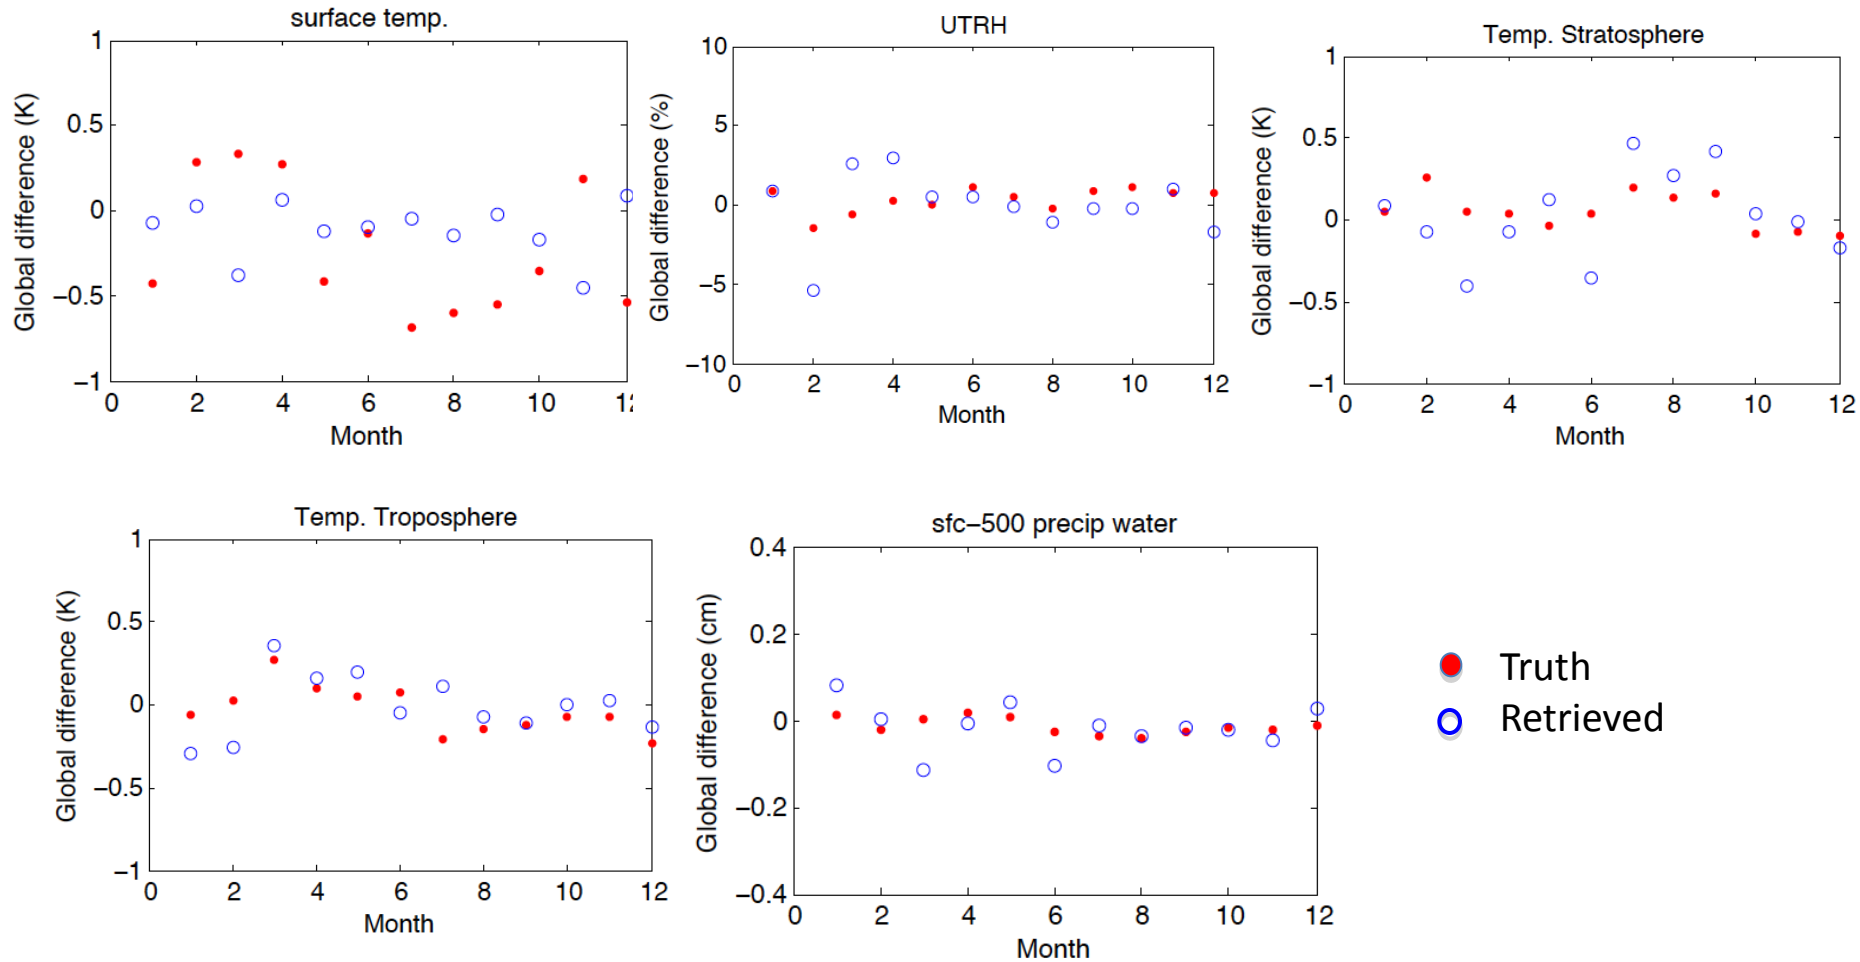 surface temp.
1
0.5
0
−0.5
−1
0 2 4 6 8 10 12
Global difference (K)
Month
UTRH
10
5
0
−5
−10
0 2 4 6 8 10 12
Global difference (%)
Month
Temp. Stratosphere
1
0.5
0
−0.5
−1
0 2 4 6 8 10 12
Global difference (K)
Month
Temp. Troposphere
1
0.5
0
−0.5
−1
0 2 4 6 8 10 12
Global difference (K)
Month
sfc−500 precip water
0.4
0.2
0
−0.2
−0.4
0 2 4 6 8 10 12
Global difference (cm)
Month
Truth
Retrieved